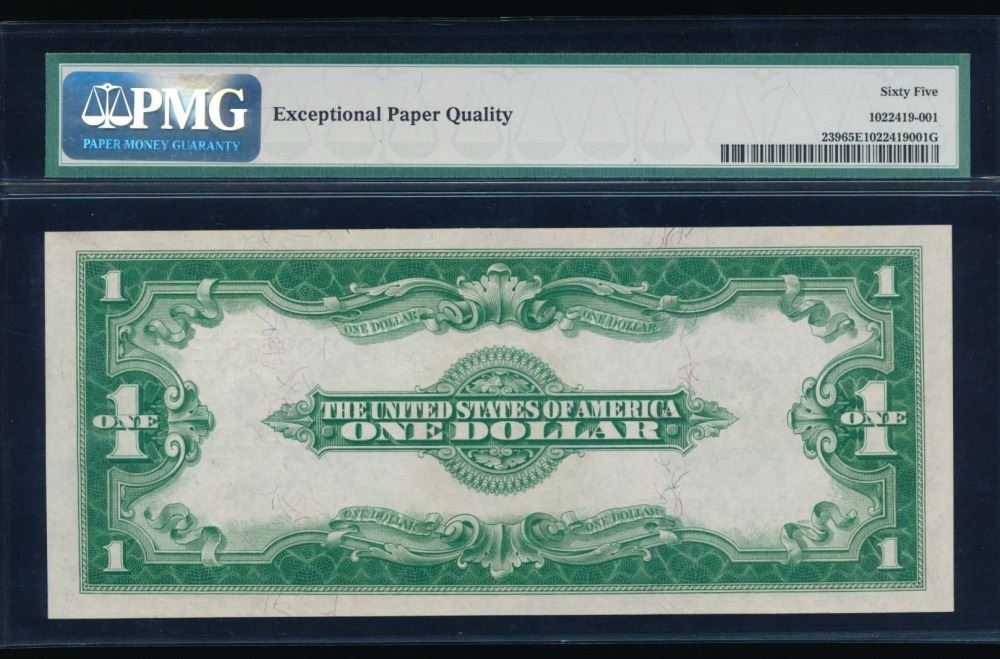 PMG
PAPER MONEY GUARANTY
Exceptional Paper Quality
Sixty Five
1022419-001
23965E1022419001G
1 1
ONE DOLLAR ONE DOLLAR
THE UNITED STATES OF AMERICA
1 ONE 1 ONE
ONE DOLLAR
ONE DOLLAR ONE DOLLAR
1 1